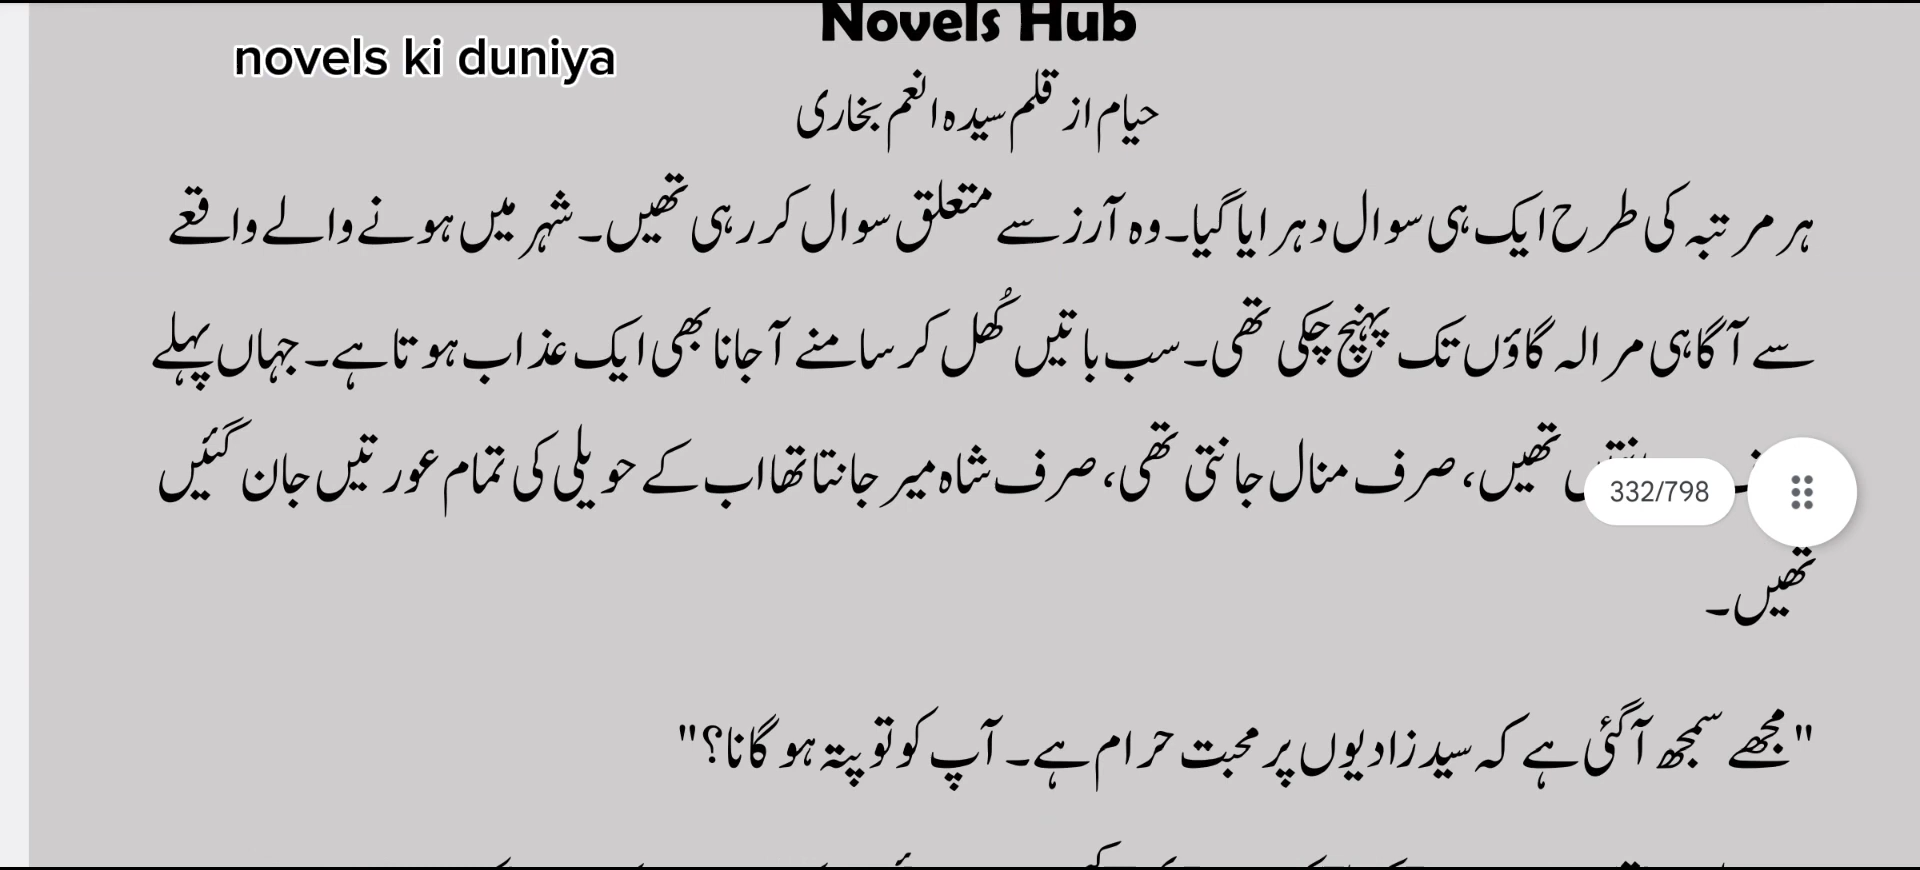 Novels Hub
novels ki duniya
حیام از قلم سیدہ انعم بخاری
ہر مرتبہ کی طرح ایک ہی سوال دہرایا گیا۔ وہ آرز سے متعلق سوال کر رہی تھیں۔ شہر میں ہونے والے واقعے
سے آگاہی مرالہ گاؤں تک پہنچ چکی تھی۔ سب باتیں کُھل کر سامنے آ جانا بھی ایک عذاب ہوتا ہے۔ جہاں پہلے
تھیں، صرف منال جانتی تھی، صرف شاہ میر جانتا تھا اب کے حویلی کی تمام عورتیں جان گئیں
332/798
تھیں۔
"مجھے سمجھ آ گئی ہے کہ سیدزادیوں پر محبت حرام ہے۔ آپ کو تو پتہ ہو گا نا؟"